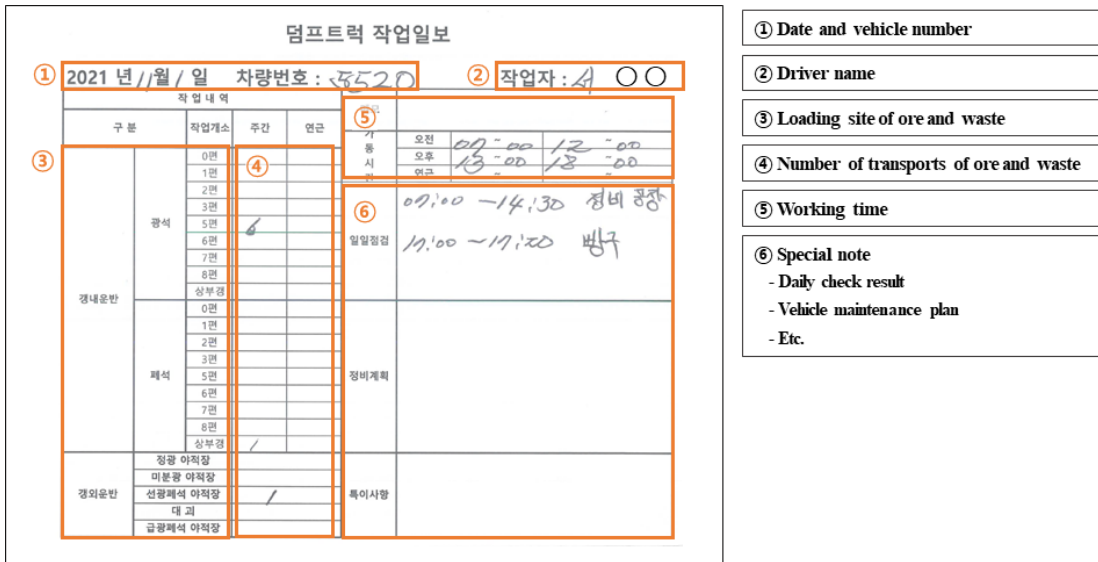 덤프트럭 작업일보
① 2021 년 11 월 1 일 차량번호 : 8520 ② 작업자 : 서 ○○
작 업 내 역
구 분 작업개소 주간 연근
③ ④ ⑤ ⑥
갱내운반
광석
0편
1편
2편
3편
5편 6
6편
7편
8편
상부갱
폐석
0편
1편
2편
3편
5편
6편
7편
8편
상부갱 1
갱외운반
정광 야적장
미분광 야적장
선광폐석 야적장 1
대 괴
급광폐석 야적장
가동시간
오전 07 - 00 12 - 00
오후 13 - 00 18 - 00
연근 - -
일일점검
07:00 - 14:30 정비 공장
17:00 ~ 17:20 빵구
정비계획
특이사항
① Date and vehicle number
② Driver name
③ Loading site of ore and waste
④ Number of transports of ore and waste
⑤ Working time
⑥ Special note
- Daily check result
- Vehicle maintenance plan
- Etc.